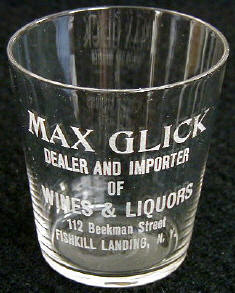 MAX GLICK
DEALER AND IMPORTER
OF
WINES & LIQUORS
112 Beekman Street
FISHKILL LANDING, N. Y.